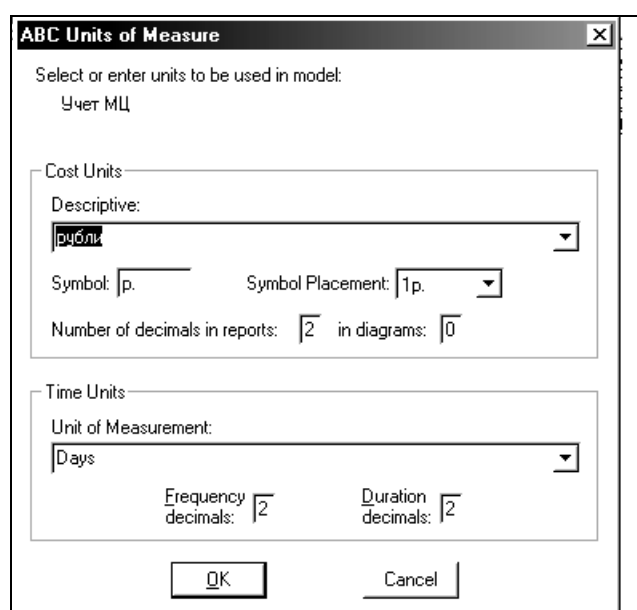 ABC Units of Measure
Select or enter units to be used in model:
Учет МЦ
Cost Units
Descriptive:
рубли
Symbol: р. Symbol Placement: 1р.
Number of decimals in reports: 2 in diagrams: 0
Time Units
Unit of Measurement:
Days
Frequency decimals: 2 Duration decimals: 2
OK Cancel